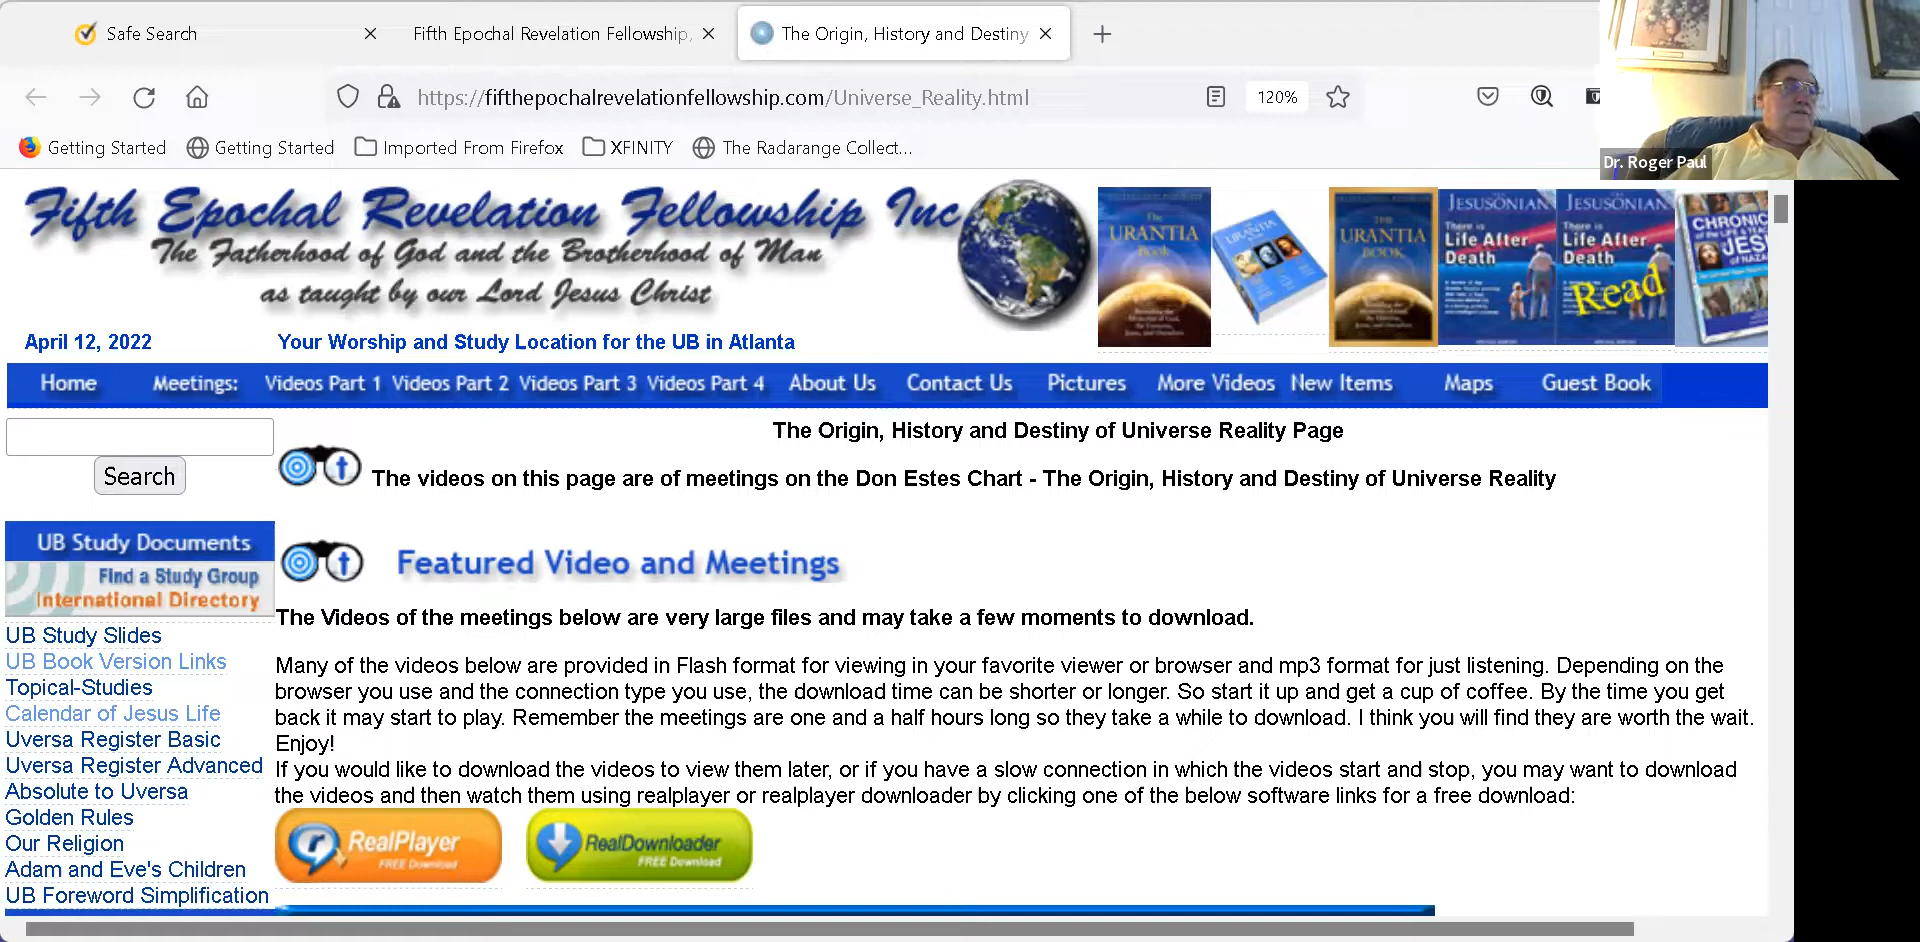 Safe Search
Fifth Epochal Revelation Fellowship,
The Origin, History and Destiny
https://fifthepochalrevelationfellowship.com/Universe_Reality.html
120%
Getting Started
Getting Started
Imported From Firefox
XFINITY
The Radarange Collect...
Dr. Roger Paul
Fifth Epochal Revelation Fellowship Inc
The Fatherhood of God and the Brotherhood of Man
as taught by our Lord Jesus Christ
The
URANTIA
Book
URANTIA
THE
URANTIA
BOOK
JESUSONIAN
There is
Life After
Death
JESUSONIAN
There is
Life After
Death
Read
CHRONIC
JES
OF NAZA
April 12, 2022
Your Worship and Study Location for the UB in Atlanta
Home Meetings: Videos Part 1 Videos Part 2 Videos Part 3 Videos Part 4 About Us Contact Us Pictures More Videos New Items Maps Guest Book
Search
The Origin, History and Destiny of Universe Reality Page
The videos on this page are of meetings on the Don Estes Chart - The Origin, History and Destiny of Universe Reality
UB Study Documents
Find a Study Group
International Directory
UB Study Slides
UB Book Version Links
Topical-Studies
Calendar of Jesus Life
Uversa Register Basic
Uversa Register Advanced
Absolute to Uversa
Golden Rules
Our Religion
Adam and Eve's Children
UB Foreword Simplification
Featured Video and Meetings
The Videos of the meetings below are very large files and may take a few moments to download.
Many of the videos below are provided in Flash format for viewing in your favorite viewer or browser and mp3 format for just listening. Depending on the
browser you use and the connection type you use, the download time can be shorter or longer. So start it up and get a cup of coffee. By the time you get
back it may start to play. Remember the meetings are one and a half hours long so they take a while to download. I think you will find they are worth the wait.
Enjoy!
If you would like to download the videos to view them later, or if you have a slow connection in which the videos start and stop, you may want to download
the videos and then watch them using realplayer or realplayer downloader by clicking one of the below software links for a free download:
RealPlayer
FREE Download
RealDownloader
FREE Download